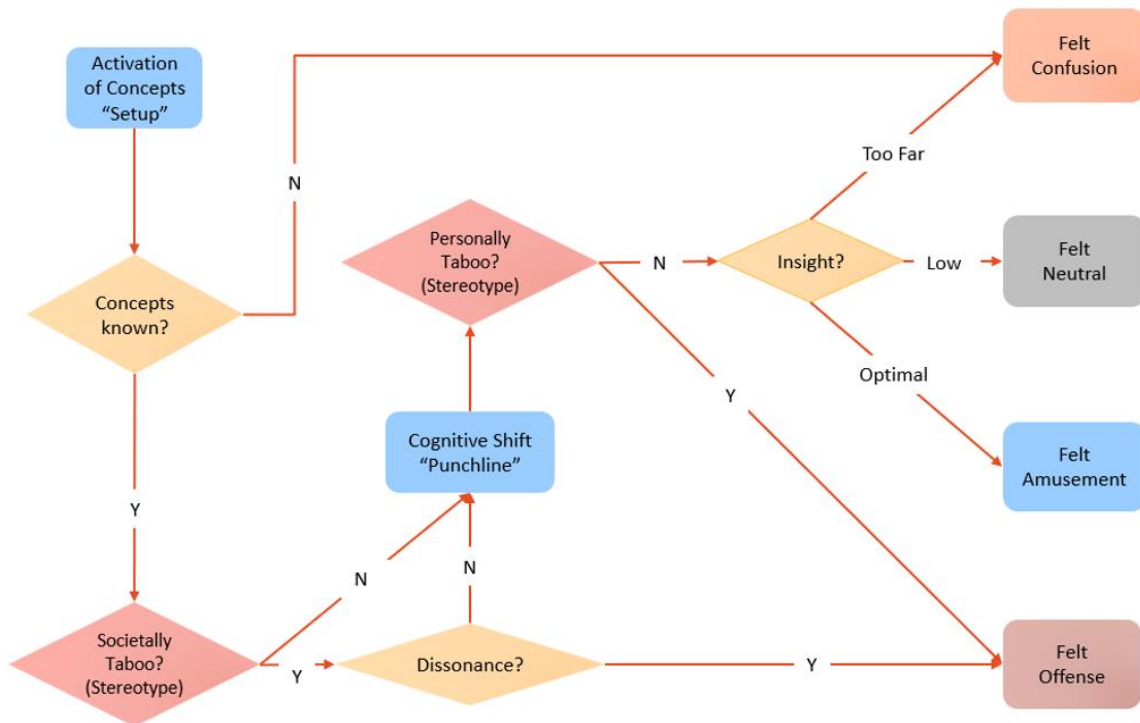 Activation
of Concepts
“Setup”
Felt
Confusion
N
Too Far
Personally
Taboo?
(Stereotype)
N
Insight?
Low
Felt
Neutral
Concepts
known?
Optimal
Y
Cognitive Shift
“Punchline”
Felt
Amusement
Y
N
N
Societally
Taboo?
(Stereotype)
Y
Dissonance?
Y
Felt
Offense